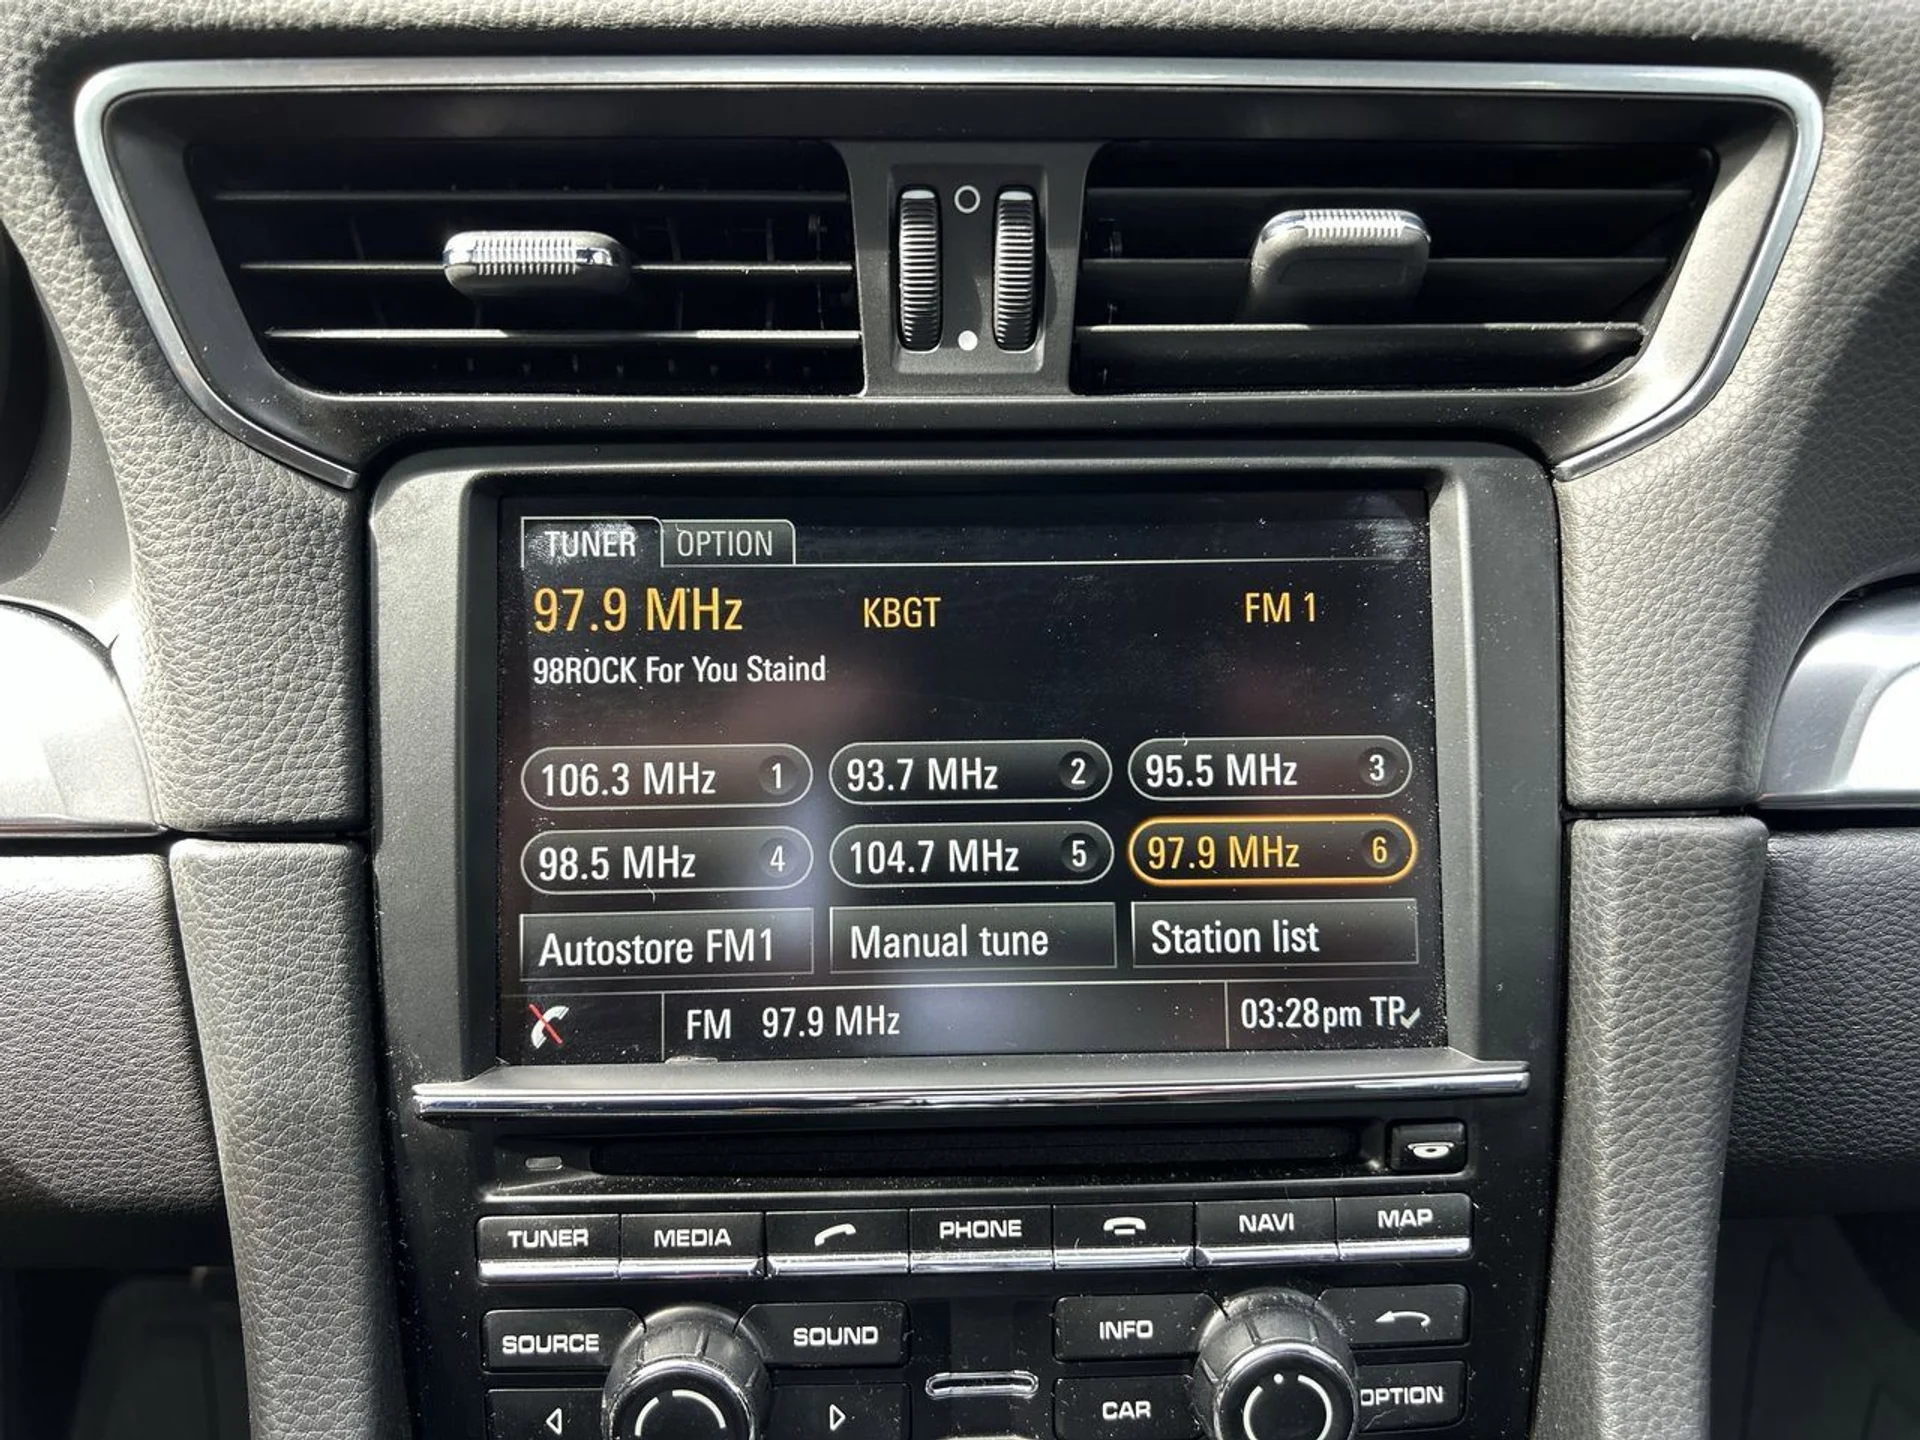 TUNER OPTION
97.9 MHz KBGT FM 1
98ROCK For You Staind
106.3 MHz 1 93.7 MHz 2 95.5 MHz 3
98.5 MHz 4 104.7 MHz 5 97.9 MHz 6
Autostore FM1 Manual tune Station list
FM 97.9 MHz 03:28pm TP
TUNER MEDIA PHONE NAVI MAP
SOURCE SOUND INFO
CAR OPTION